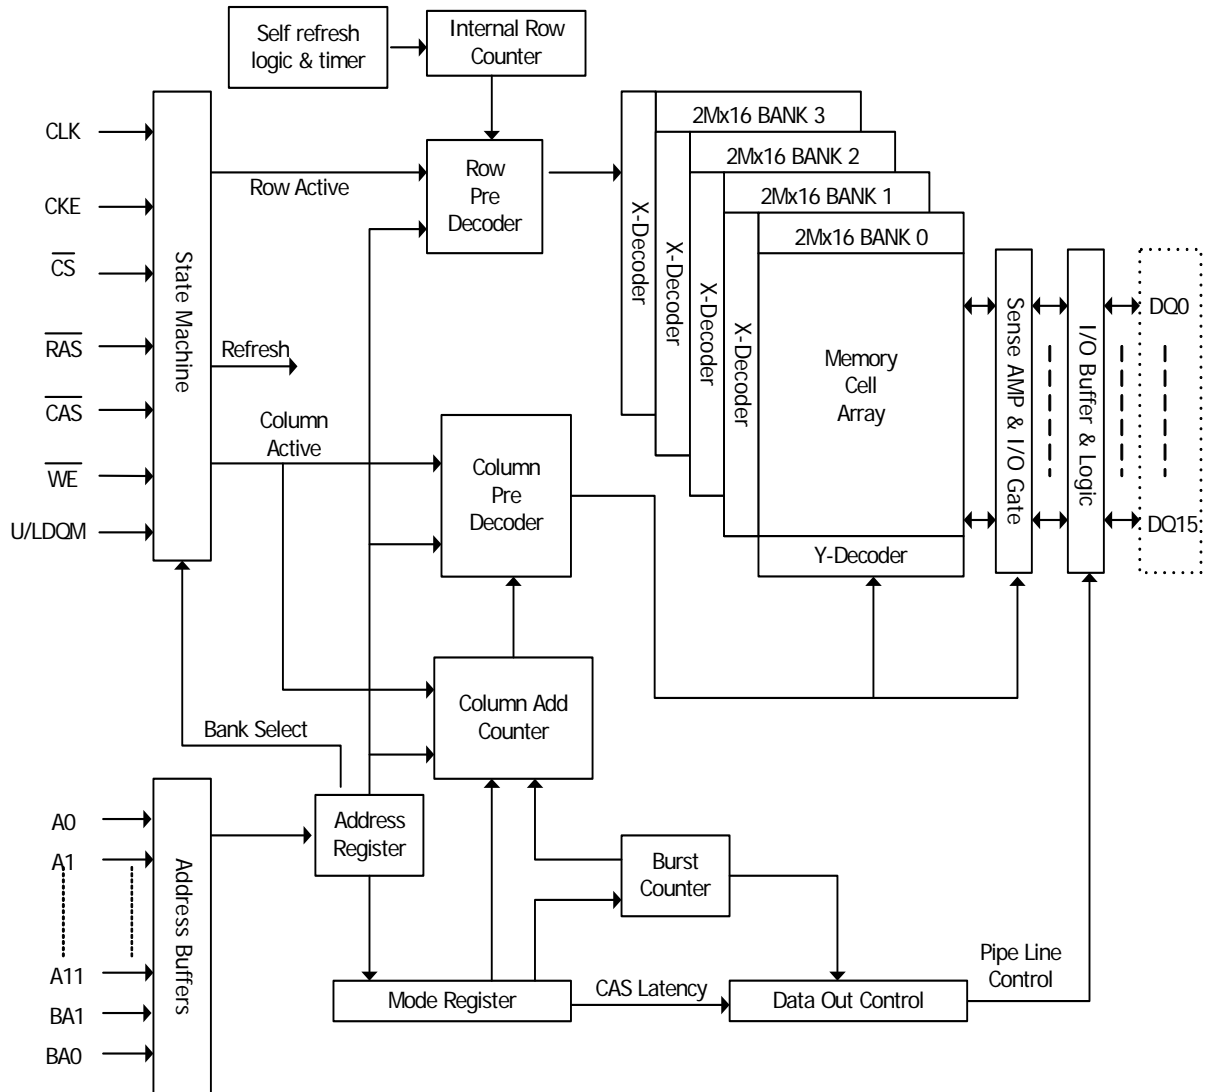 Self refresh
logic & timer
Internal Row
Counter
CLK
CKE
CS
RAS
CAS
WE
U/LDQM
State Machine
Row Active
Refresh
Column
Active
Row
Pre
Decoder
Column
Pre
Decoder
2Mx16 BANK 3
2Mx16 BANK 2
2Mx16 BANK 1
2Mx16 BANK 0
X-Decoder
X-Decoder
X-Decoder
X-Decoder
Memory
Cell
Array
Y-Decoder
Sense AMP & I/O Gate
I/O Buffer & Logic
DQ0
DQ15
Bank Select
Column Add
Counter
A0
A1
A11
BA1
BA0
Address Buffers
Address
Register
Burst
Counter
Mode Register
CAS Latency
Data Out Control
Pipe Line
Control